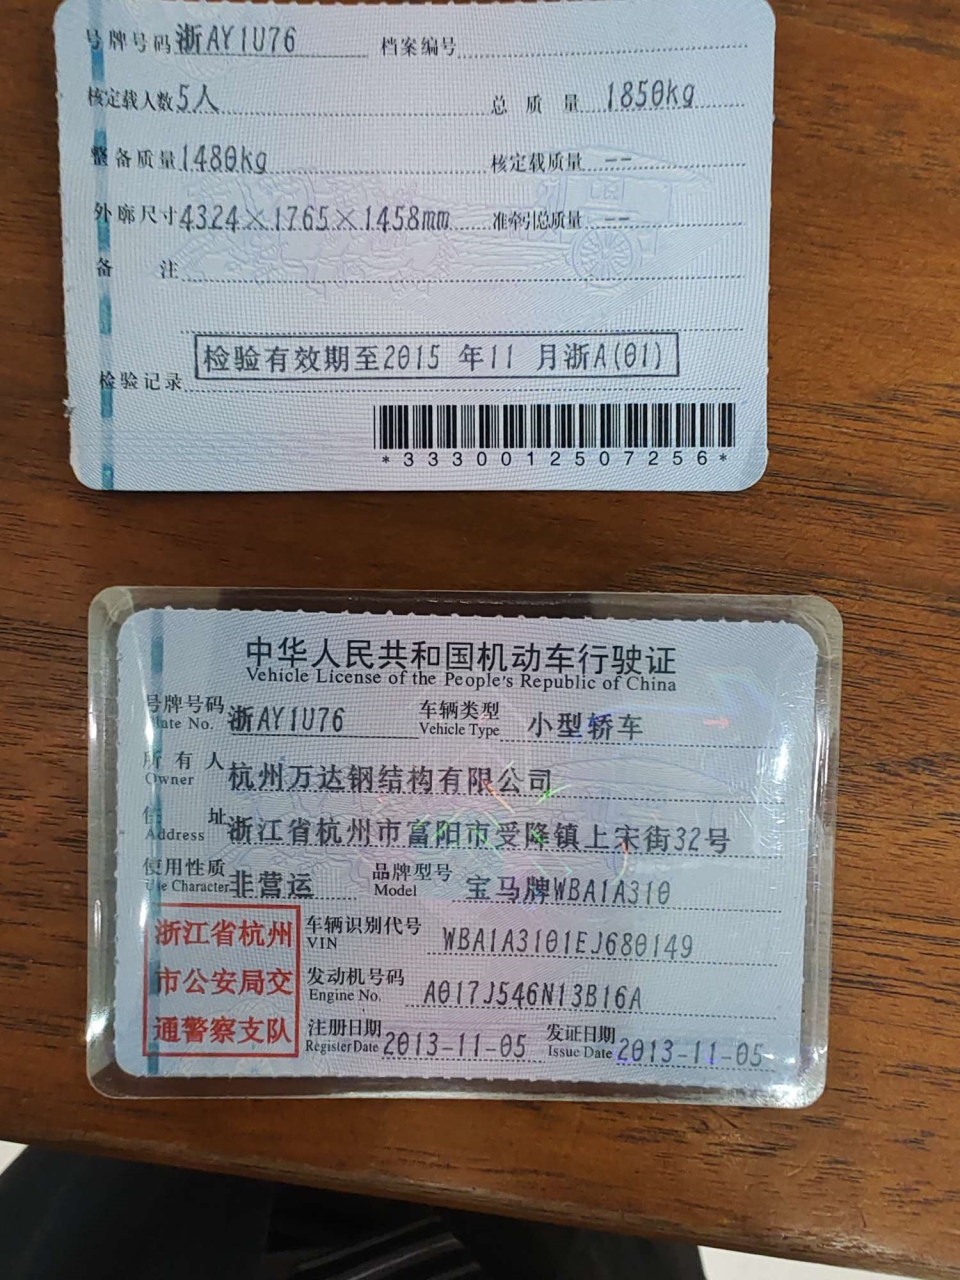 号牌号码 浙AY1U76 档案编号
核定载人数 5人 总质量 1850kg
整备质量 1480kg 核定载质量 --
外廓尺寸 4324×1765×1458mm 准牵引总质量 --
备注
检验记录 检验有效期至2015年11月浙A(01)
*3330012507256*
中华人民共和国机动车行驶证
Vehicle License of the People's Republic of China
号牌号码 浙AY1U76 车辆类型 小型轿车
Plate No. Vehicle Type
所有人 杭州万达钢结构有限公司
Owner
住址 浙江省杭州市富阳市受降镇上宋街32号
Address
使用性质 非营运 品牌型号 宝马牌WBA1A310
Use Character Model
浙江省杭州
市公安局交
通警察支队
车辆识别代号 WBA1A3101EJ680149
VIN
发动机号码 A017J546N13B16A
Engine No.
注册日期 2013-11-05 发证日期 2013-11-05
Register Date Issue Date